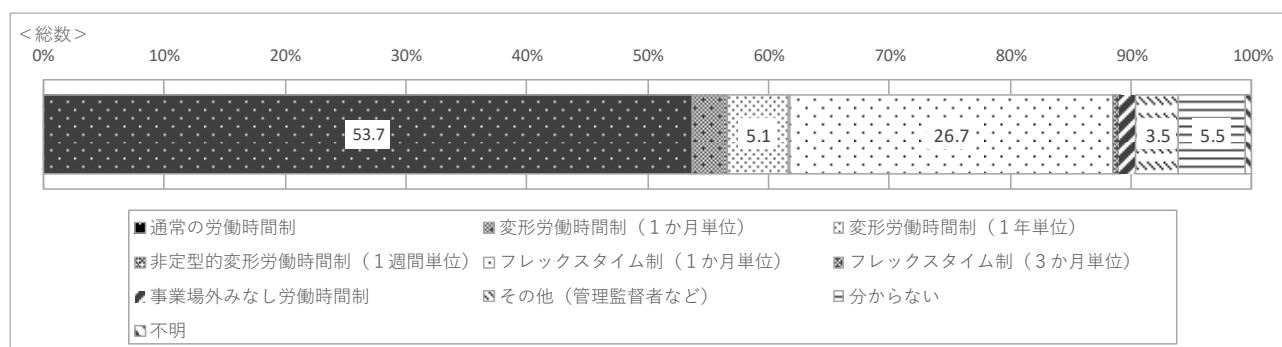 ＜総数＞
0% 10% 20% 30% 40% 50% 60% 70% 80% 90% 100%
53.7 5.1 26.7 3.5 5.5
通常の労働時間制 変形労働時間制（１か月単位） 変形労働時間制（１年単位）
非定型的変形労働時間制（１週間単位） フレックスタイム制（１か月単位） フレックスタイム制（３か月単位）
事業場外みなし労働時間制 その他（管理監督者など） 分からない
不明